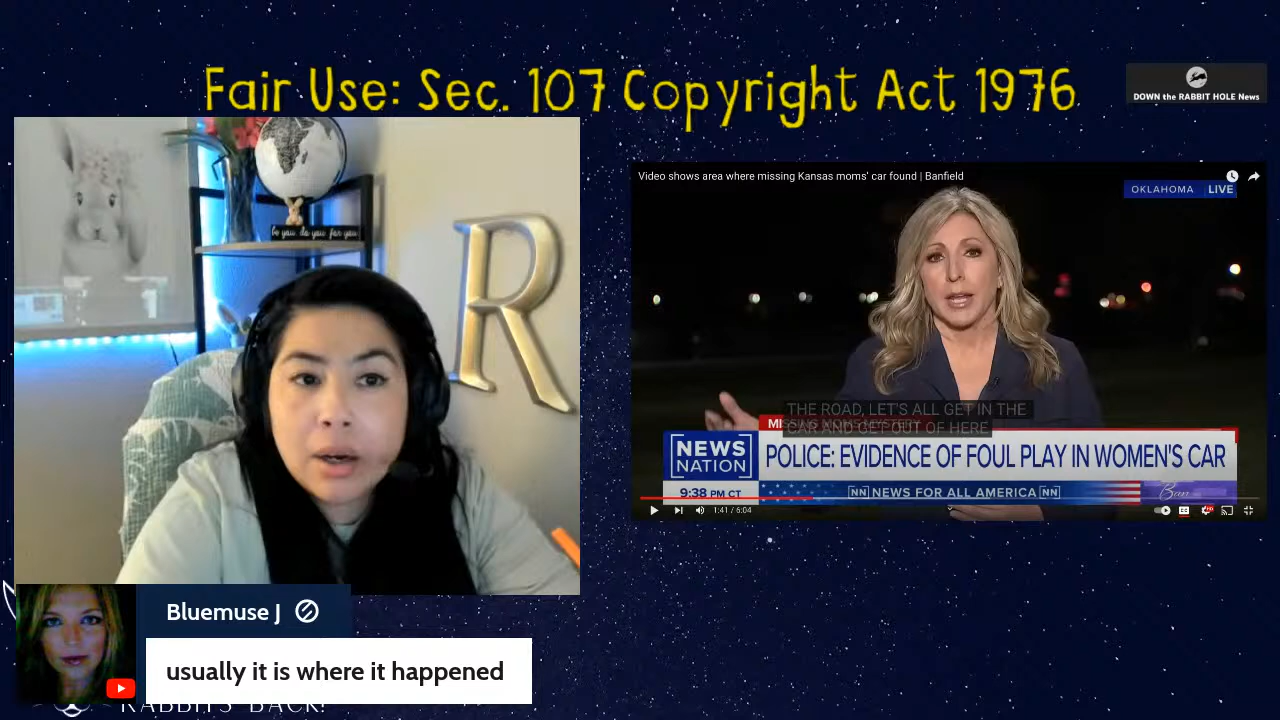 Fair Use: Sec. 107 Copyright Act 1976
DOWN the RABBIT HOLE News
Be you do you for you
R
Video shows area where missing Kansas moms' car found | Banfield
OKLAHOMA LIVE
THE ROAD, LET'S ALL GET IN THE
CAR AND GET OUT OF HERE
NEWS
NATION
POLICE: EVIDENCE OF FOUL PLAY IN WOMEN'S CAR
9:38 PM CT
NN NEWS FOR ALL AMERICA NN
1:41 / 6:04
Bluemuse J
usually it is where it happened
RABBITS BACK!